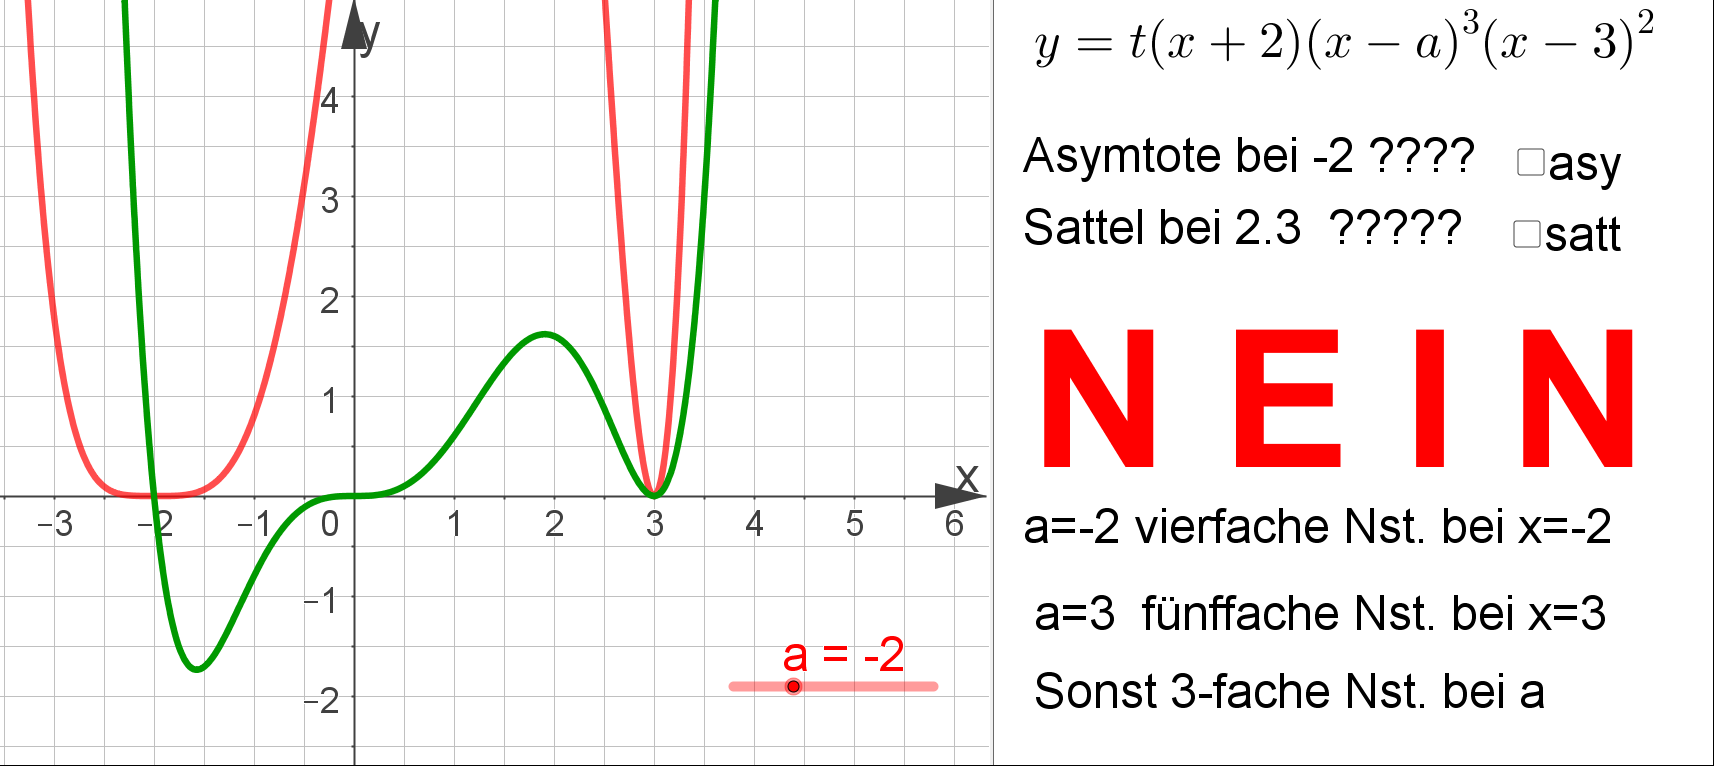 y = t(x + 2)(x − a)³(x − 3)²
Asymtote bei -2 ????
asy
Sattel bei 2.3 ?????
satt
N E I N
a=-2 vierfache Nst. bei x=-2
a=3 fünffache Nst. bei x=3
Sonst 3-fache Nst. bei a
y
4
3
2
1
x
−3 −2 −1 0 1 2 3 4 5 6
−1
a = -2
−2